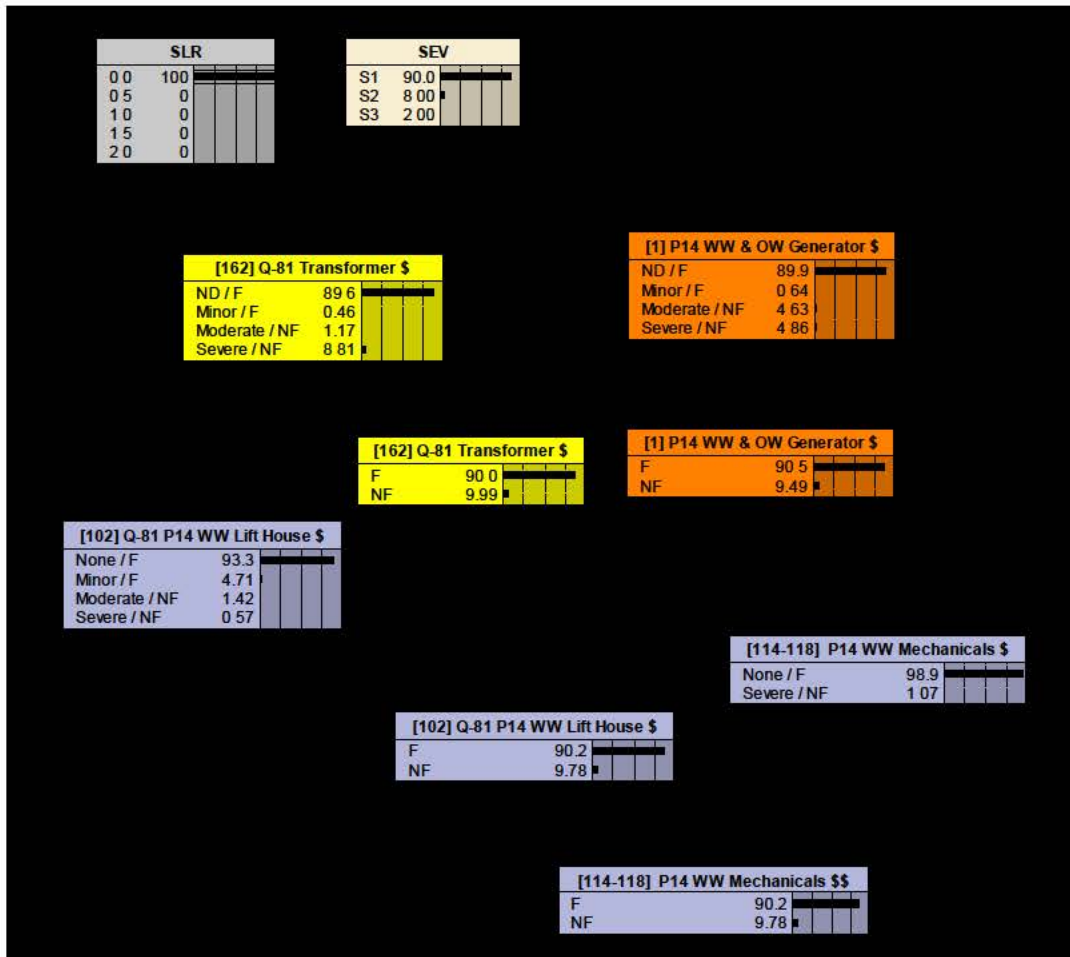 SLR
0 0 100
0 5 0
1 0 0
1 5 0
2 0 0
SEV
S1 90.0
S2 8 00
S3 2 00
[162] Q-81 Transformer $
ND / F 89 6
Minor / F 0.46
Moderate / NF 1.17
Severe / NF 8 81
[1] P14 WW & OW Generator $
ND / F 89.9
Minor / F 0 64
Moderate / NF 4 63
Severe / NF 4 86
[162] Q-81 Transformer $
F 90 0
NF 9.99
[1] P14 WW & OW Generator $
F 90 5
NF 9.49
[102] Q-81 P14 WW Lift House $
None / F 93.3
Minor / F 4.71
Moderate / NF 1.42
Severe / NF 0 57
[114-118] P14 WW Mechanicals $
None / F 98.9
Severe / NF 1 07
[102] Q-81 P14 WW Lift House $
F 90.2
NF 9.78
[114-118] P14 WW Mechanicals $$
F 90.2
NF 9.78